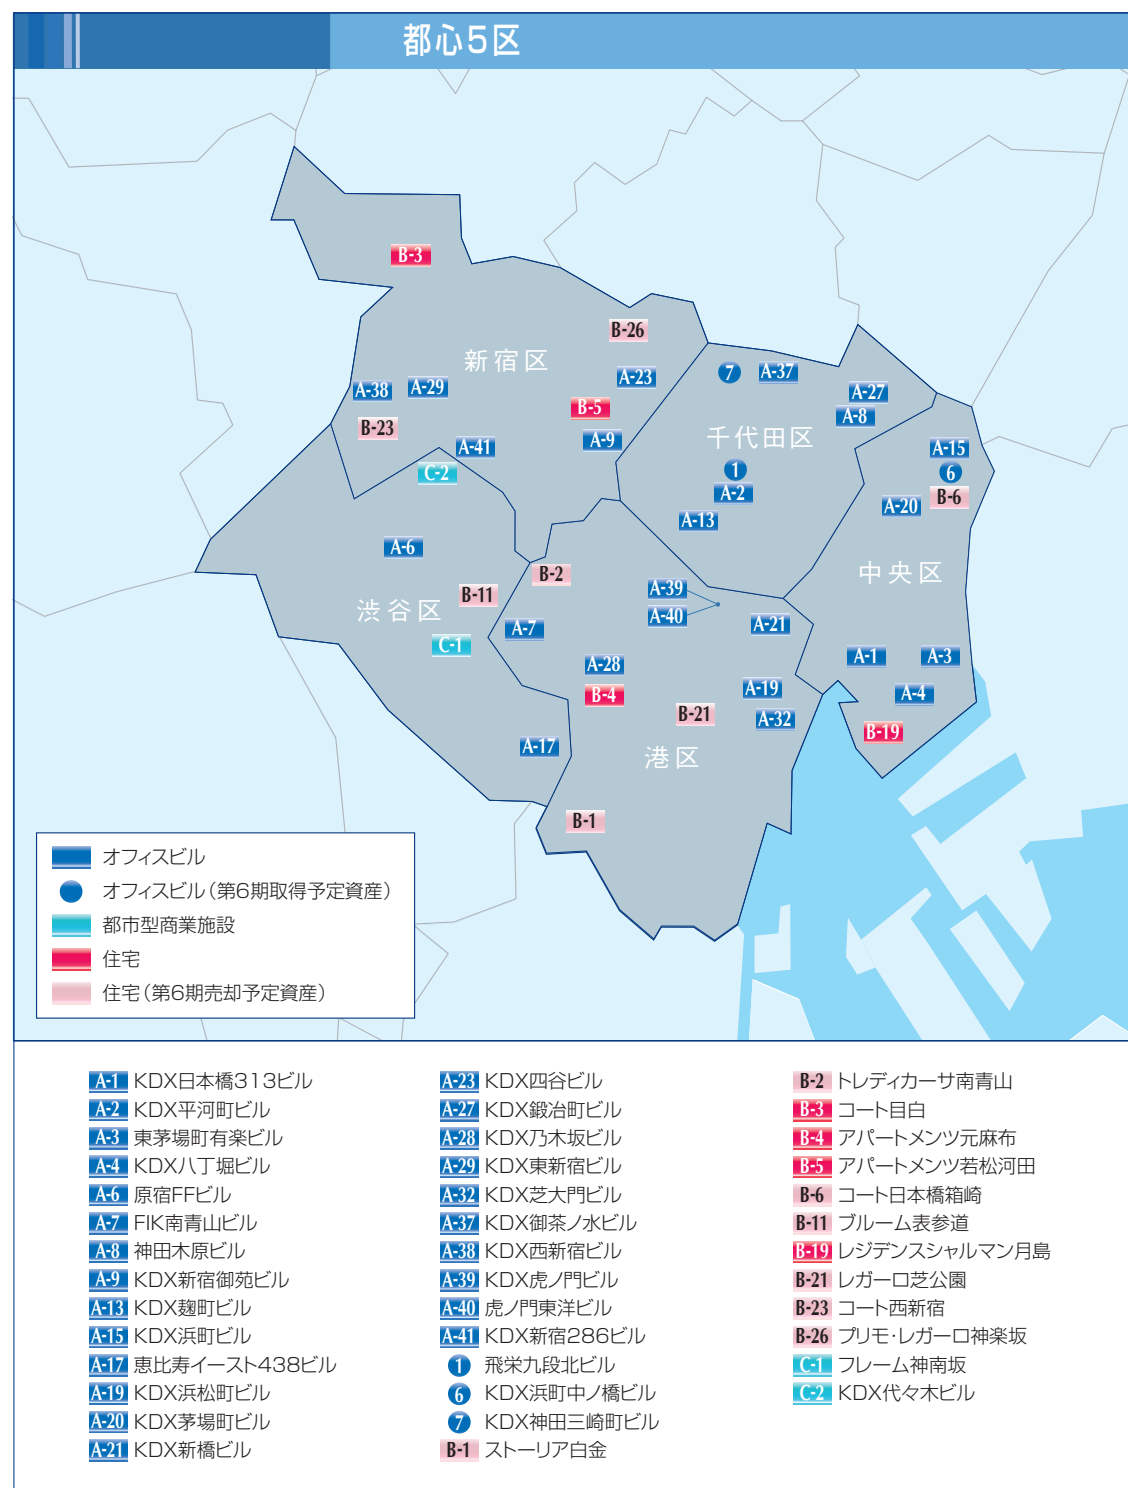 都心5区
B-3
B-26
新宿区
7
A-37
A-23
A-38
A-29
A-27
B-5
A-8
B-23
千代田区
A-9
A-41
A-15
C-2
1
6
A-2
B-6
A-20
A-13
A-6
中央区
B-2
A-39
B-11
渋谷区
A-40
A-7
A-21
C-1
A-1
A-3
A-28
A-19
A-4
B-4
B-21
A-32
B-19
A-17
港区
B-1
オフィスビル
オフィスビル(第6期取得予定資産)
都市型商業施設
住宅
住宅(第6期売却予定資産)
A-1 KDX日本橋313ビル
A-2 KDX平河町ビル
A-3 東茅場町有楽ビル
A-4 KDX八丁堀ビル
A-6 原宿FFビル
A-7 FIK南青山ビル
A-8 神田木原ビル
A-9 KDX新宿御苑ビル
A-13 KDX麹町ビル
A-15 KDX浜町ビル
A-17 恵比寿イースト438ビル
A-19 KDX浜松町ビル
A-20 KDX茅場町ビル
A-21 KDX新橋ビル
A-23 KDX四谷ビル
A-27 KDX鍛冶町ビル
A-28 KDX乃木坂ビル
A-29 KDX東新宿ビル
A-32 KDX芝大門ビル
A-37 KDX御茶ノ水ビル
A-38 KDX西新宿ビル
A-39 KDX虎ノ門ビル
A-40 虎ノ門東洋ビル
A-41 KDX新宿286ビル
1 飛栄九段北ビル
6 KDX浜町中ノ橋ビル
7 KDX神田三崎町ビル
B-1 ストーリア白金
B-2 トレディカーサ南青山
B-3 コート目白
B-4 アパートメンツ元麻布
B-5 アパートメンツ若松河田
B-6 コート日本橋箱崎
B-11 ブルーム表参道
B-19 レジデンスシャルマン月島
B-21 レガーロ芝公園
B-23 コート西新宿
B-26 プリモ・レガーロ神楽坂
C-1 フレーム神南坂
C-2 KDX代々木ビル